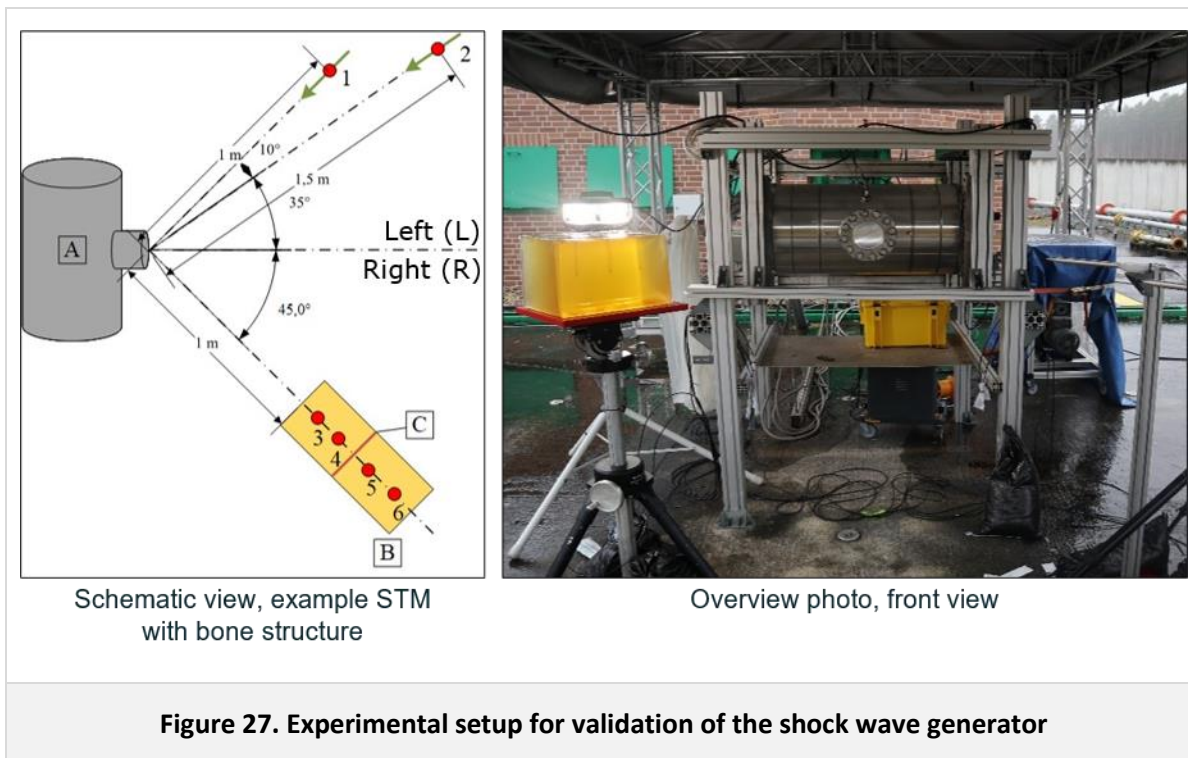 1
2
1 m
10°
1,5 m
35°
A
Left (L)
Right (R)
45,0°
1 m
C
3
4
5
6
B
Schematic view, example STM
with bone structure
Overview photo, front view
Figure 27. Experimental setup for validation of the shock wave generator